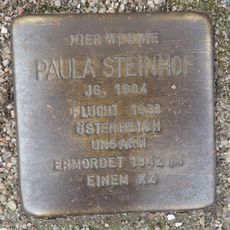 HIER WOHNTE
PAULA STEINHOF
JG. 1904
FLUCHT 1938
ÖSTERREICH
UNGARN
ERMORDET 1942 IN
EINEM KZ